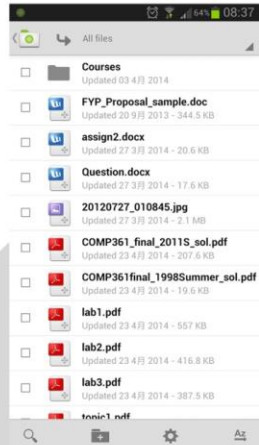 64% 08:37
All files
Courses
Updated 03 4月 2014
FYP_Proposal_sample.doc
Updated 20 9月 2013 - 344.5 KB
assign2.docx
Updated 27 3月 2014 - 20.6 KB
Question.docx
Updated 27 3月 2014 - 17.6 KB
20120727_010845.jpg
Updated 27 3月 2014 - 2.1 MB
COMP361_final_2011S_sol.pdf
Updated 23 4月 2014 - 207.6 KB
COMP361final_1998Summer_sol.pdf
Updated 23 4月 2014 - 19.6 KB
lab1.pdf
Updated 23 4月 2014 - 557 KB
lab2.pdf
Updated 23 4月 2014 - 416.8 KB
lab3.pdf
Updated 23 4月 2014 - 387.5 KB
topic1.pdf
Az